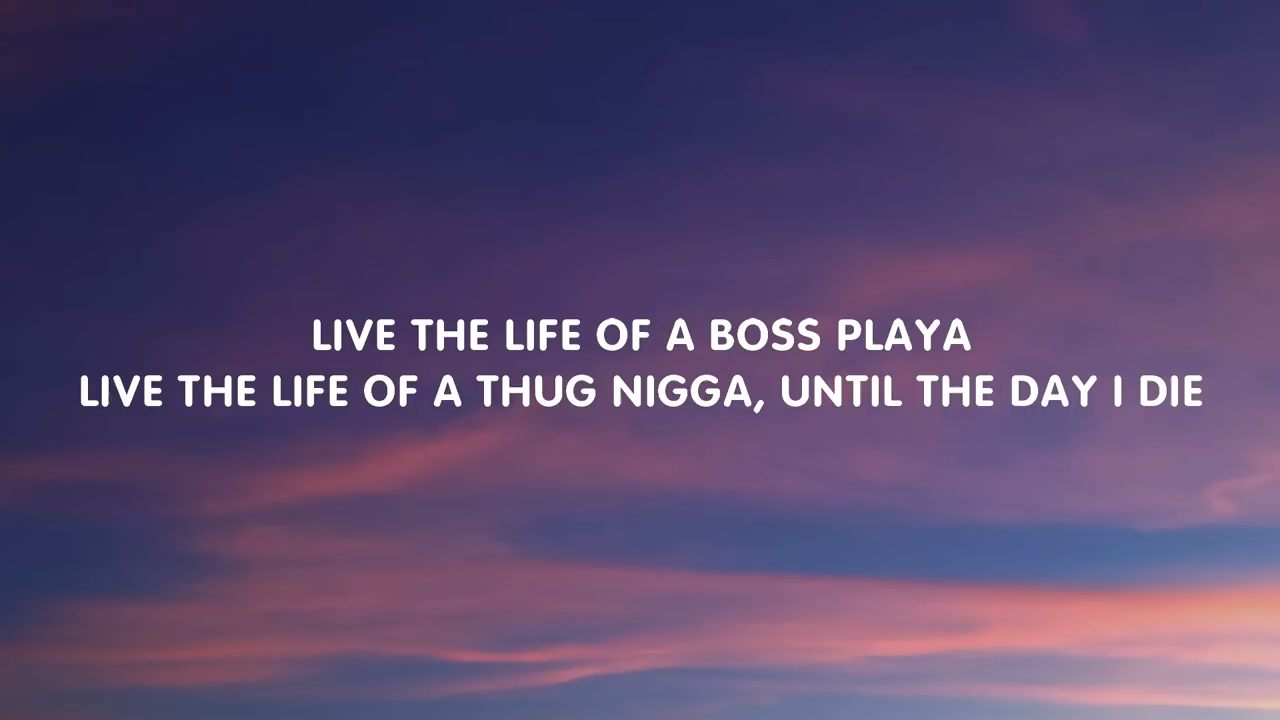 LIVE THE LIFE OF A BOSS PLAYA
LIVE THE LIFE OF A THUG NIGGA, UNTIL THE DAY I DIE